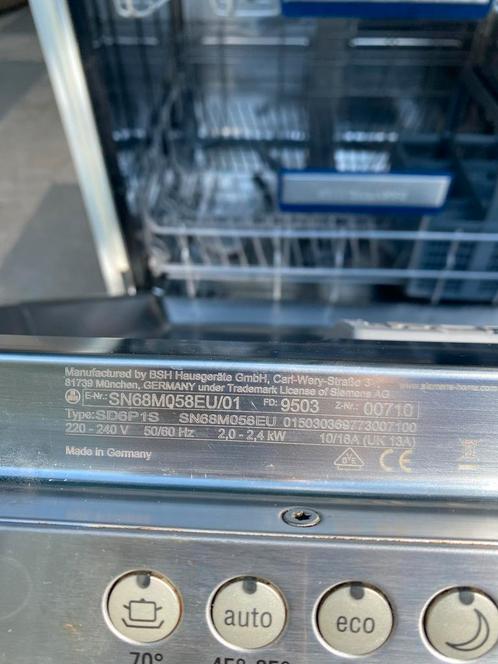 Manufactured by BSH Hausgeräte GmbH, Carl-Wery-Straße
81739 München, GERMANY under Trademark License of Siemens AG
E-Nr.: SN68M058EU/01 FD: 9503 Z-Nr.: 00710
Type:SD6P1S SN68M058EU 015030369773007100
220 - 240 V 50/60 Hz 2,0 - 2,4 kW 10/16A (UK 13A)
Made in Germany
auto
eco
70°